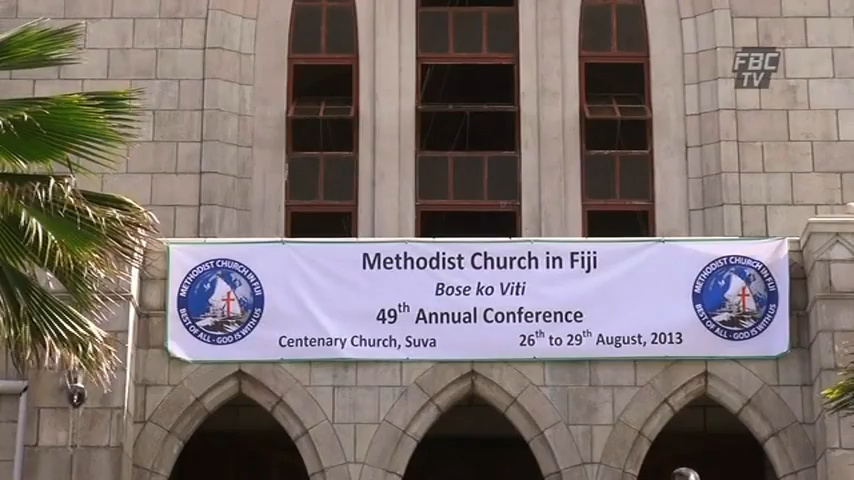 FBC
TV
Methodist Church in Fiji
Bose ko Viti
49th Annual Conference
Centenary Church, Suva 26th to 29th August, 2013
METHODIST CHURCH IN FIJI
BEST OF ALL - GOD IS WITH US
METHODIST CHURCH IN FIJI
BEST OF ALL - GOD IS WITH US